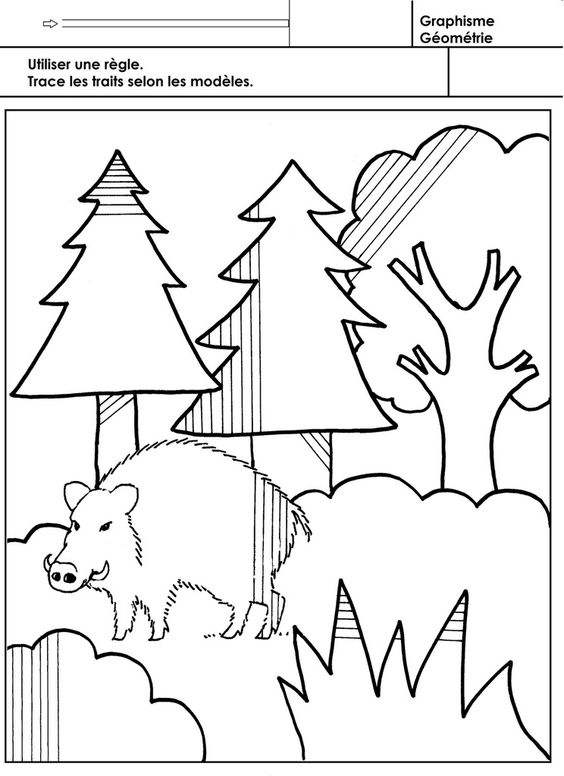 Graphisme
Géométrie
Utiliser une règle.
Trace les traits selon les modèles.